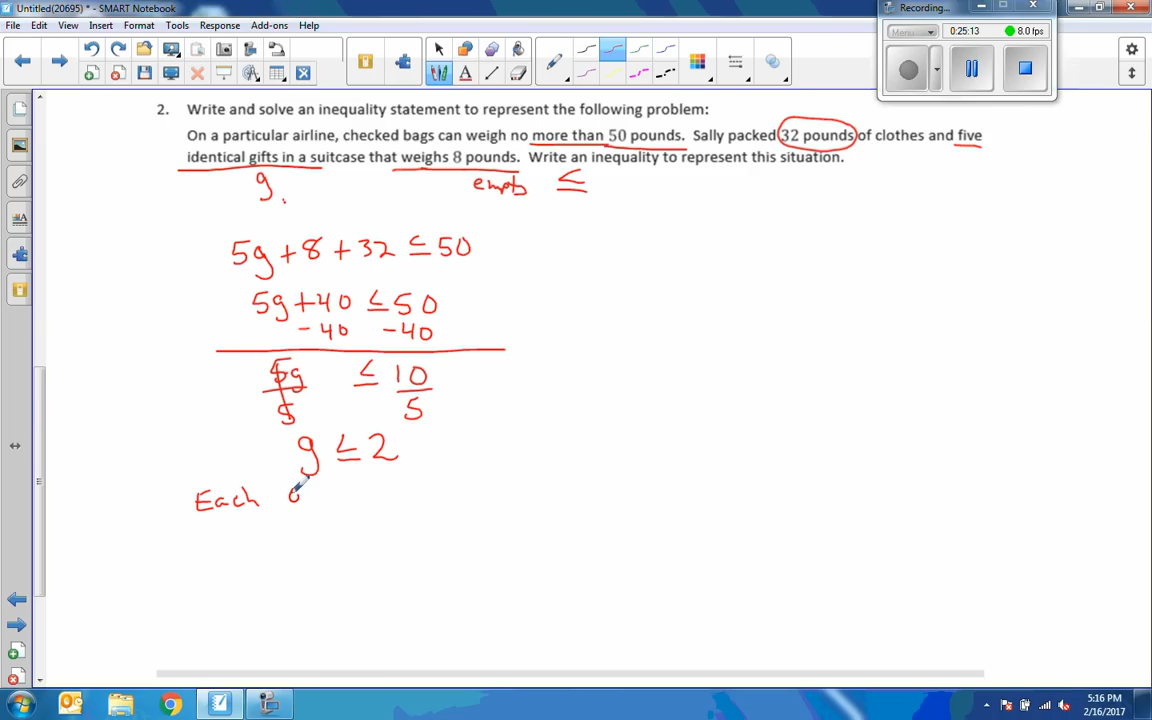 Untitled(20695) * - SMART Notebook
Recording...
File Edit View Insert Format Tools Response Add-ons Help
Menu
0:25:13
8.0 fps
2. Write and solve an inequality statement to represent the following problem:
On a particular airline, checked bags can weigh no more than 50 pounds. Sally packed 32 pounds of clothes and five
identical gifts in a suitcase that weighs 8 pounds. Write an inequality to represent this situation.
g. empty ≤
5g + 8 + 32 ≤ 50
5g + 40 ≤ 50
- 40 - 40
5g ≤ 10
5 5
g ≤ 2
Each
5:16 PM
2/16/2017